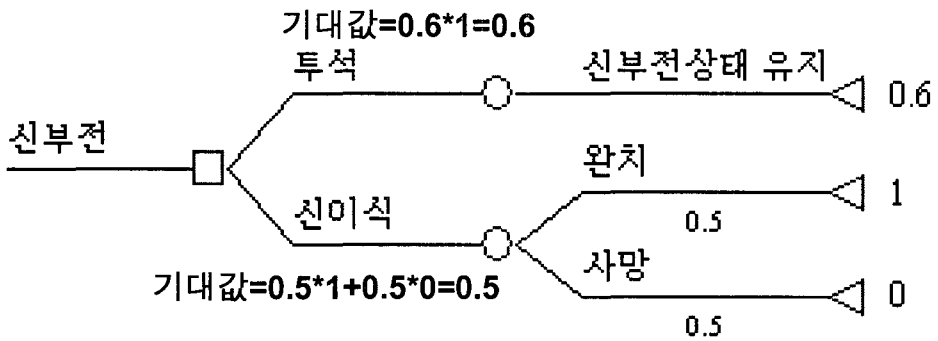 기대값=0.6*1=0.6
투석
신부전상태 유지
0.6
신부전
완치
1
0.5
신이식
사망
0
기대값=0.5*1+0.5*0=0.5
0.5